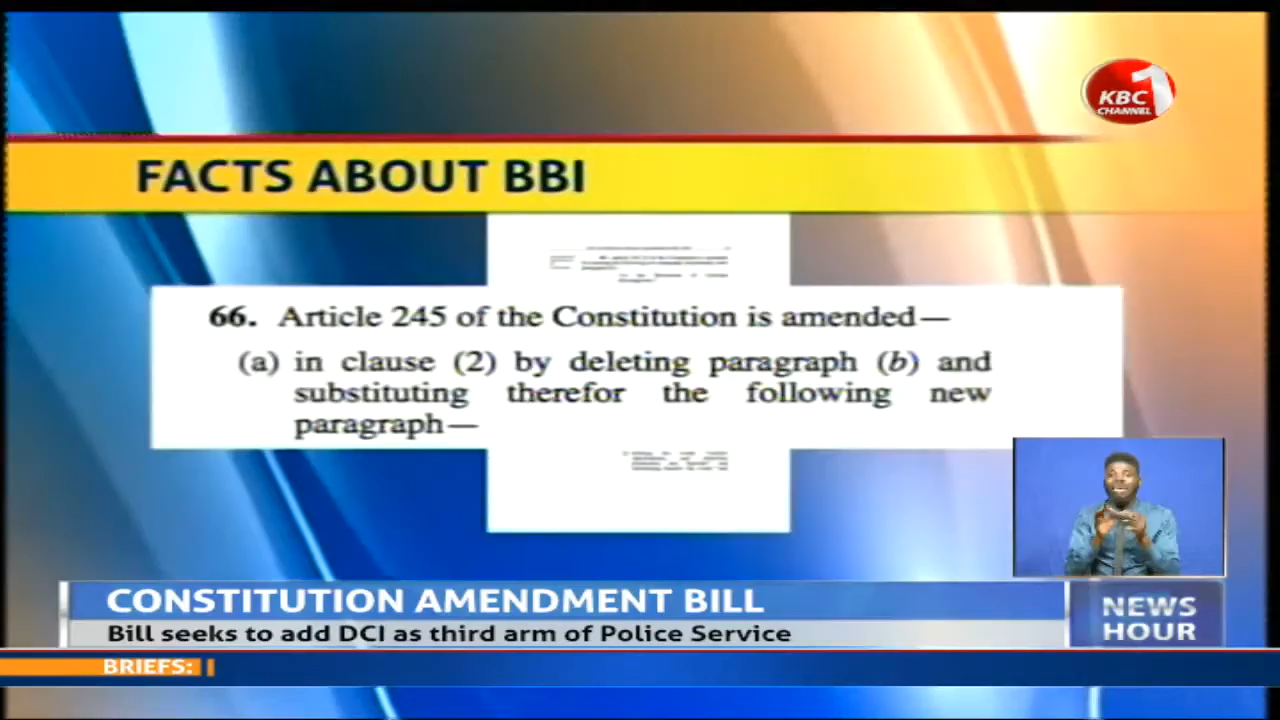 KBC 1
CHANNEL
FACTS ABOUT BBI
66. Article 245 of the Constitution is amended—
(a) in clause (2) by deleting paragraph (b) and
substituting therefor the following new
paragraph—
CONSTITUTION AMENDMENT BILL
Bill seeks to add DCI as third arm of Police Service
NEWS
HOUR
BRIEFS: